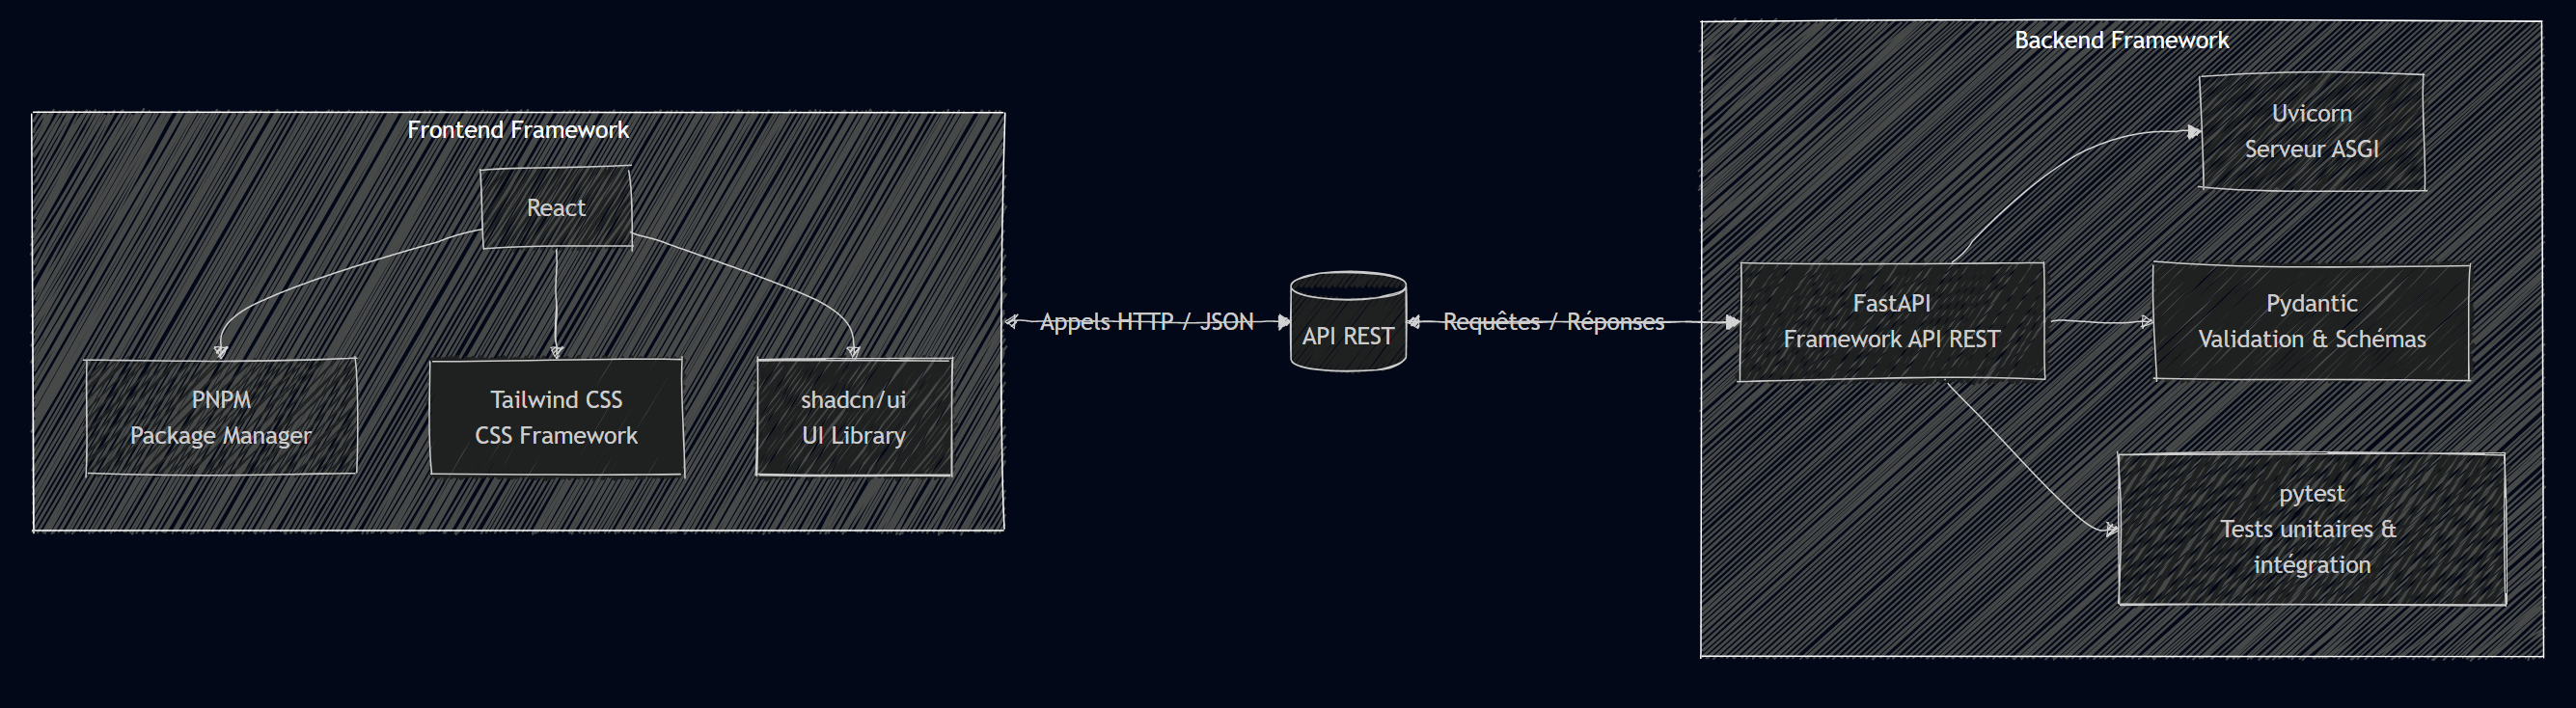 Frontend Framework
React
PNPM
Package Manager
Tailwind CSS
CSS Framework
shadcn/ui
UI Library
Appels HTTP / JSON
API REST
Requêtes / Réponses
Backend Framework
Uvicorn
Serveur ASGI
FastAPI
Framework API REST
Pydantic
Validation & Schémas
pytest
Tests unitaires &
intégration